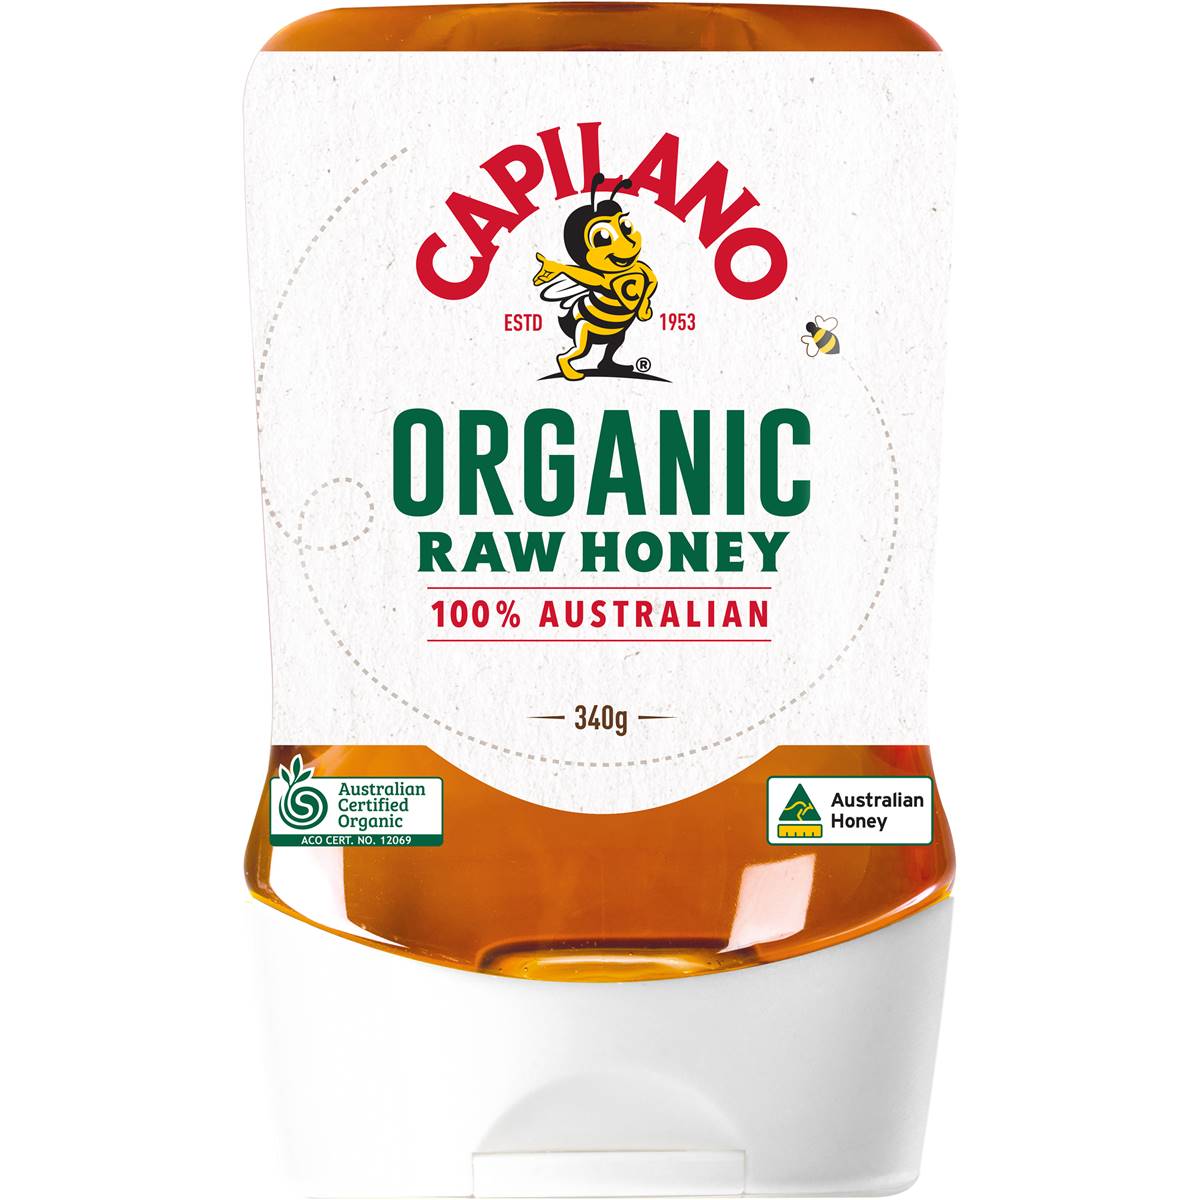 CAPILANO
ESTD 1953
C
®
ORGANIC
RAW HONEY
100% AUSTRALIAN
340g
Australian
Certified
Organic
ACO CERT. NO. 12069
Australian
Honey